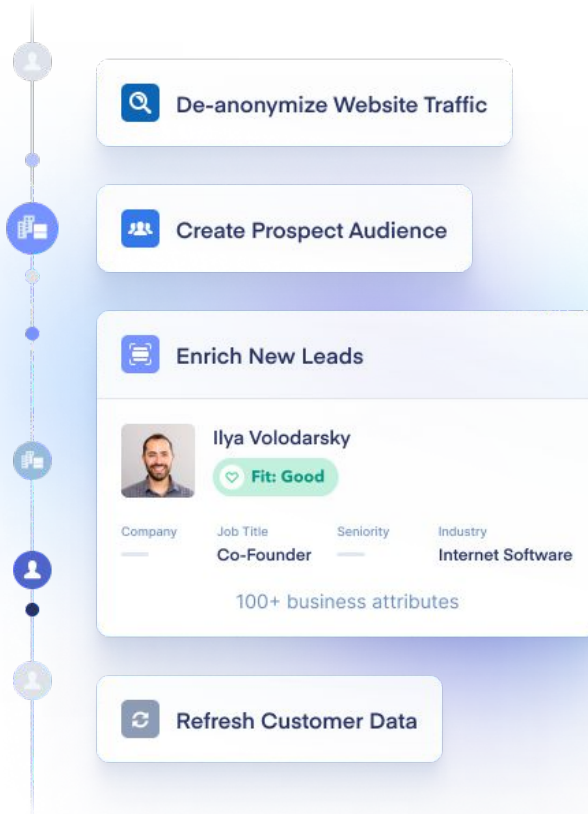 De-anonymize Website Traffic
Create Prospect Audience
Enrich New Leads
Ilya Volodarsky
Fit: Good
Company Job Title Seniority Industry
Co-Founder Internet Software
100+ business attributes
Refresh Customer Data